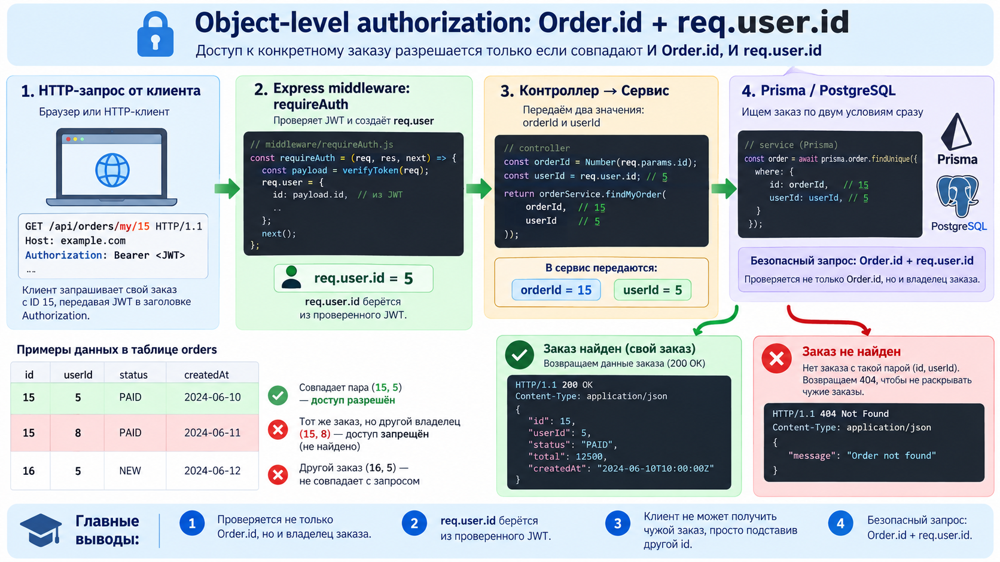 Object-level authorization: Order.id + req.user.id
Доступ к конкретному заказу разрешается только если совпадают И Order.id, И req.user.id
1. HTTP-запрос от клиента
Браузер или HTTP-клиент
GET /api/orders/my/15 HTTP/1.1
Host: example.com
Authorization: Bearer <JWT>
...
Клиент запрашивает свой заказ
с ID 15, передавая JWT в заголовке
Authorization.
2. Express middleware:
requireAuth
Проверяет JWT и создаёт req.user
// middleware/requireAuth.js
const requireAuth = (req, res, next) => {
const payload = verifyToken(req);
req.user = {
id: payload.id, // из JWT
..
};
next();
};
req.user.id = 5
req.user.id берётся
из проверенного JWT.
3. Контроллер → Сервис
Передаём два значения:
orderId и userId
// controller
const orderId = Number(req.params.id);
const userId = req.user.id; // 5
return orderService.findMyOrder(
orderId, // 15
userId // 5
));
В сервис передаются:
orderId = 15
userId = 5
4. Prisma / PostgreSQL
Ищем заказ по двум условиям сразу
// service (Prisma)
const order = await prisma.order.findUnique({
where: {
id: orderId, // 15
userId: userId, // 5
}
});
Prisma
PostgreSQL
Безопасный запрос: Order.id + req.user.id
Проверяется не только Order.id, но и владелец заказа.
Примеры данных в таблице orders
id userId status createdAt
15 5 PAID 2024-06-10
15 8 PAID 2024-06-11
16 5 NEW 2024-06-12
Совпадает пара (15, 5)
— доступ разрешён
Тот же заказ, но другой владелец
(15, 8) — доступ запрещён
(не найдено)
Другой заказ (16, 5) —
не совпадает с запросом
Заказ найден (свой заказ)
Возвращаем данные заказа (200 OK)
HTTP/1.1 200 OK
Content-Type: application/json
{
"id": 15,
"userId": 5,
"status": "PAID",
"total": 12500,
"createdAt": "2024-06-10T10:00:00Z"
}
Заказ не найден
Нет заказа с такой парой (id, userId).
Возвращаем 404, чтобы не раскрывать
чужие заказы.
HTTP/1.1 404 Not Found
Content-Type: application/json
{
"message": "Order not found"
}
Главные
выводы:
1 Проверяется не только
Order.id, но и владелец заказа.
2 req.user.id берётся
из проверенного JWT.
3 Клиент не может получить
чужой заказ, просто подставив
другой id.
4 Безопасный запрос:
Order.id + req.user.id.